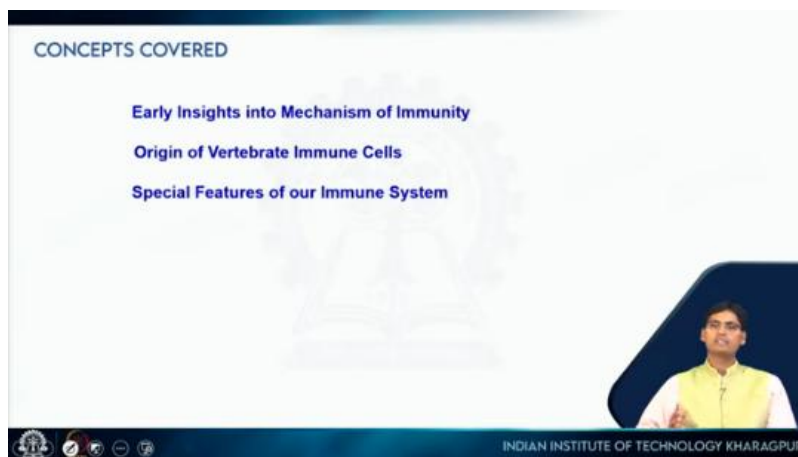 CONCEPTS COVERED
Early Insights into Mechanism of Immunity
Origin of Vertebrate Immune Cells
Special Features of our Immune System
INDIAN INSTITUTE OF TECHNOLOGY KHARAGPUR